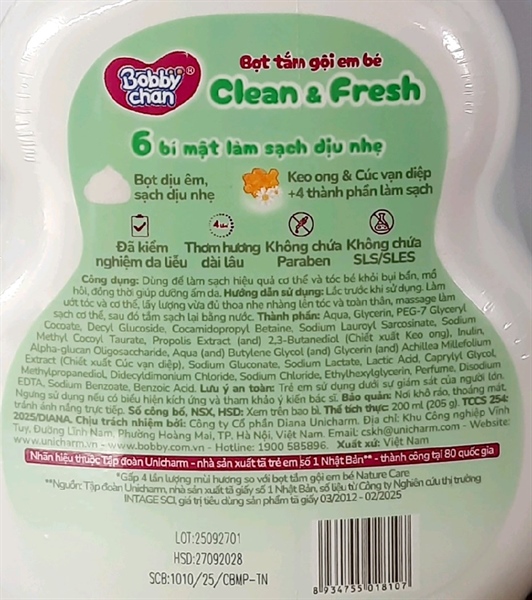 Bobby chan®
Bọt tắm gội em bé
Clean & Fresh
6 bí mật làm sạch dịu nhẹ
Bọt dịu êm, sạch dịu nhẹ
Keo ong & Cúc vạn diệp +4 thành phần làm sạch
Đã kiểm nghiệm da liễu
4 Thơm hương dài lâu
Không chứa Paraben
Không chứa SLS/SLES
Công dụng: Dùng để làm sạch hiệu quả cơ thể và tóc bé khỏi bụi bẩn, mồ
hôi, đồng thời giúp dưỡng ẩm da. Hướng dẫn sử dụng: Lắc trước khi sử dụng. Làm
ướt tóc và cơ thể, lấy lượng vừa đủ thoa nhẹ nhàng lên tóc và toàn thân, massage làm
sạch cơ thể, sau đó tắm sạch lại bằng nước. Thành phần: Aqua, Glycerin, PEG-7 Glyceryl
Cocoate, Decyl Glucoside, Cocamidopropyl Betaine, Sodium Lauroyl Sarcosinate, Sodium
Methyl Cocoyl Taurate, Propolis Extract (and) 2,3-Butanediol (Chiết xuất Keo ong), Inulin,
Alpha-glucan Oligosaccharide, Aqua (and) Butylene Glycol (and) Glycerin (and) Achillea Millefolium
Extract (Chiết xuất Cúc vạn diệp), Sodium Gluconate, Sodium Lactate, Lactic Acid, Caprylyl Glycol,
Methylpropanediol, Didecyldimonium Chloride, Sodium Chloride, Ethylhexylglycerin, Perfume, Disodium
EDTA, Sodium Benzoate, Benzoic Acid. Lưu ý an toàn: Trẻ em sử dụng dưới sự giám sát của người lớn.
Ngưng sử dụng nếu có biểu hiện kích ứng và tham khảo ý kiến bác sĩ. Bảo quản: Nơi khô ráo, thoáng mát,
tránh ánh nắng trực tiếp. Số công bố, NSX, HSD: Xem trên bao bì. Thể tích thực: 200 ml (205 g). TCCS 254:
2025/DIANA. Chịu trách nhiệm bởi: Công ty Cổ phần Diana Unicharm. Địa chỉ: Khu Công nghiệp Vĩnh
Tuy, Đường Lĩnh Nam, Phường Hoàng Mai, TP. Hà Nội, Việt Nam. Email: cskh@unicharm.com - Website:
www.unicharm.vn - www.bobby.com.vn - Hotline: 1900 585896. Xuất xứ: Việt Nam
Nhãn hiệu thuộc Tập đoàn Unicharm - nhà sản xuất tã trẻ em số 1 Nhật Bản** - thành công tại 80 quốc gia
*Gấp 4 lần lượng mùi hương so với bọt tắm gội em bé Nature Care
**Nguồn: Tập đoàn Unicharm, nhà sản xuất tã giấy số 1 Nhật Bản, số liệu từ Công ty Nghiên cứu thị trường
INTAGE SCI, giá trị tiêu dùng sản phẩm tã giấy 03/2012 - 02/2025
LOT:25092701
HSD:27092028
SCB:1010/25/CBMP-TN
8 934755 018107